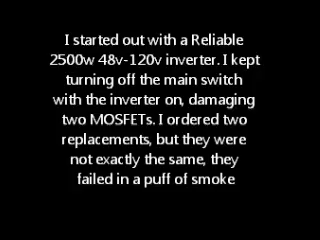 I started out with a Reliable
2500w 48v-120v inverter. I kept
turning off the main switch
with the inverter on, damaging
two MOSFETs. I ordered two
replacements, but they were
not exactly the same, they
failed in a puff of smoke